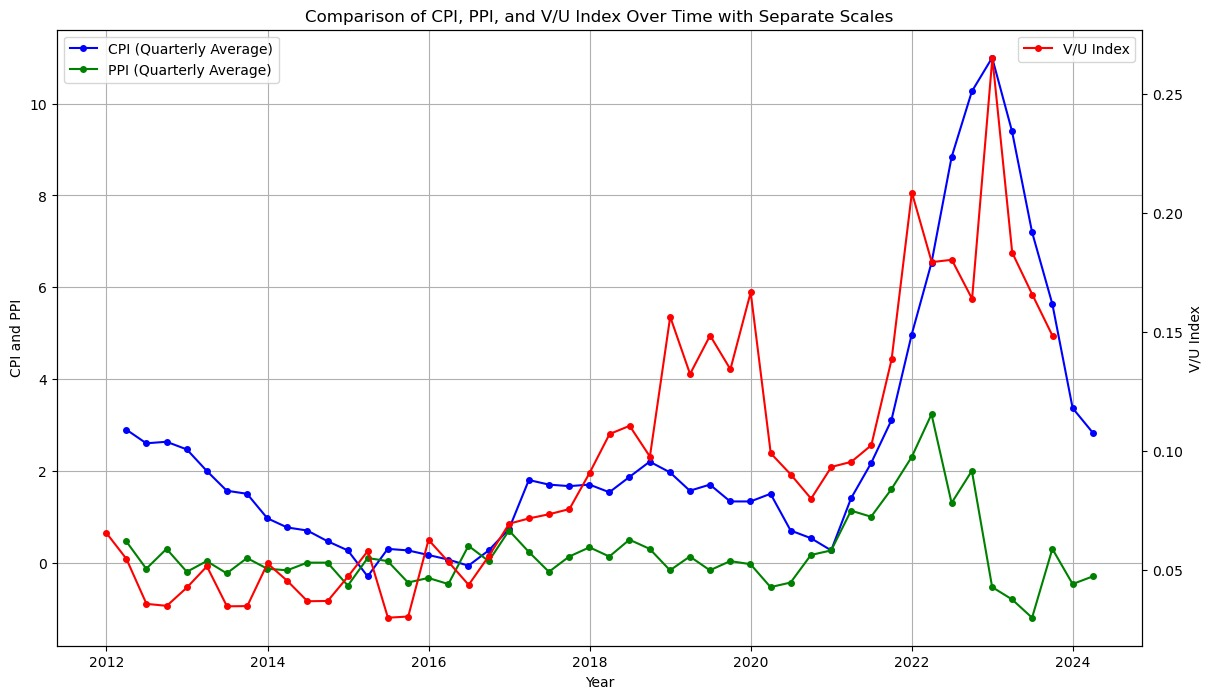 Comparison of CPI, PPI, and V/U Index Over Time with Separate Scales
CPI (Quarterly Average)
PPI (Quarterly Average)
V/U Index
10
8
6
4
2
0
CPI and PPI
0.25
0.20
0.15
0.10
0.05
V/U Index
2012
2014
2016
2018
2020
2022
2024
Year